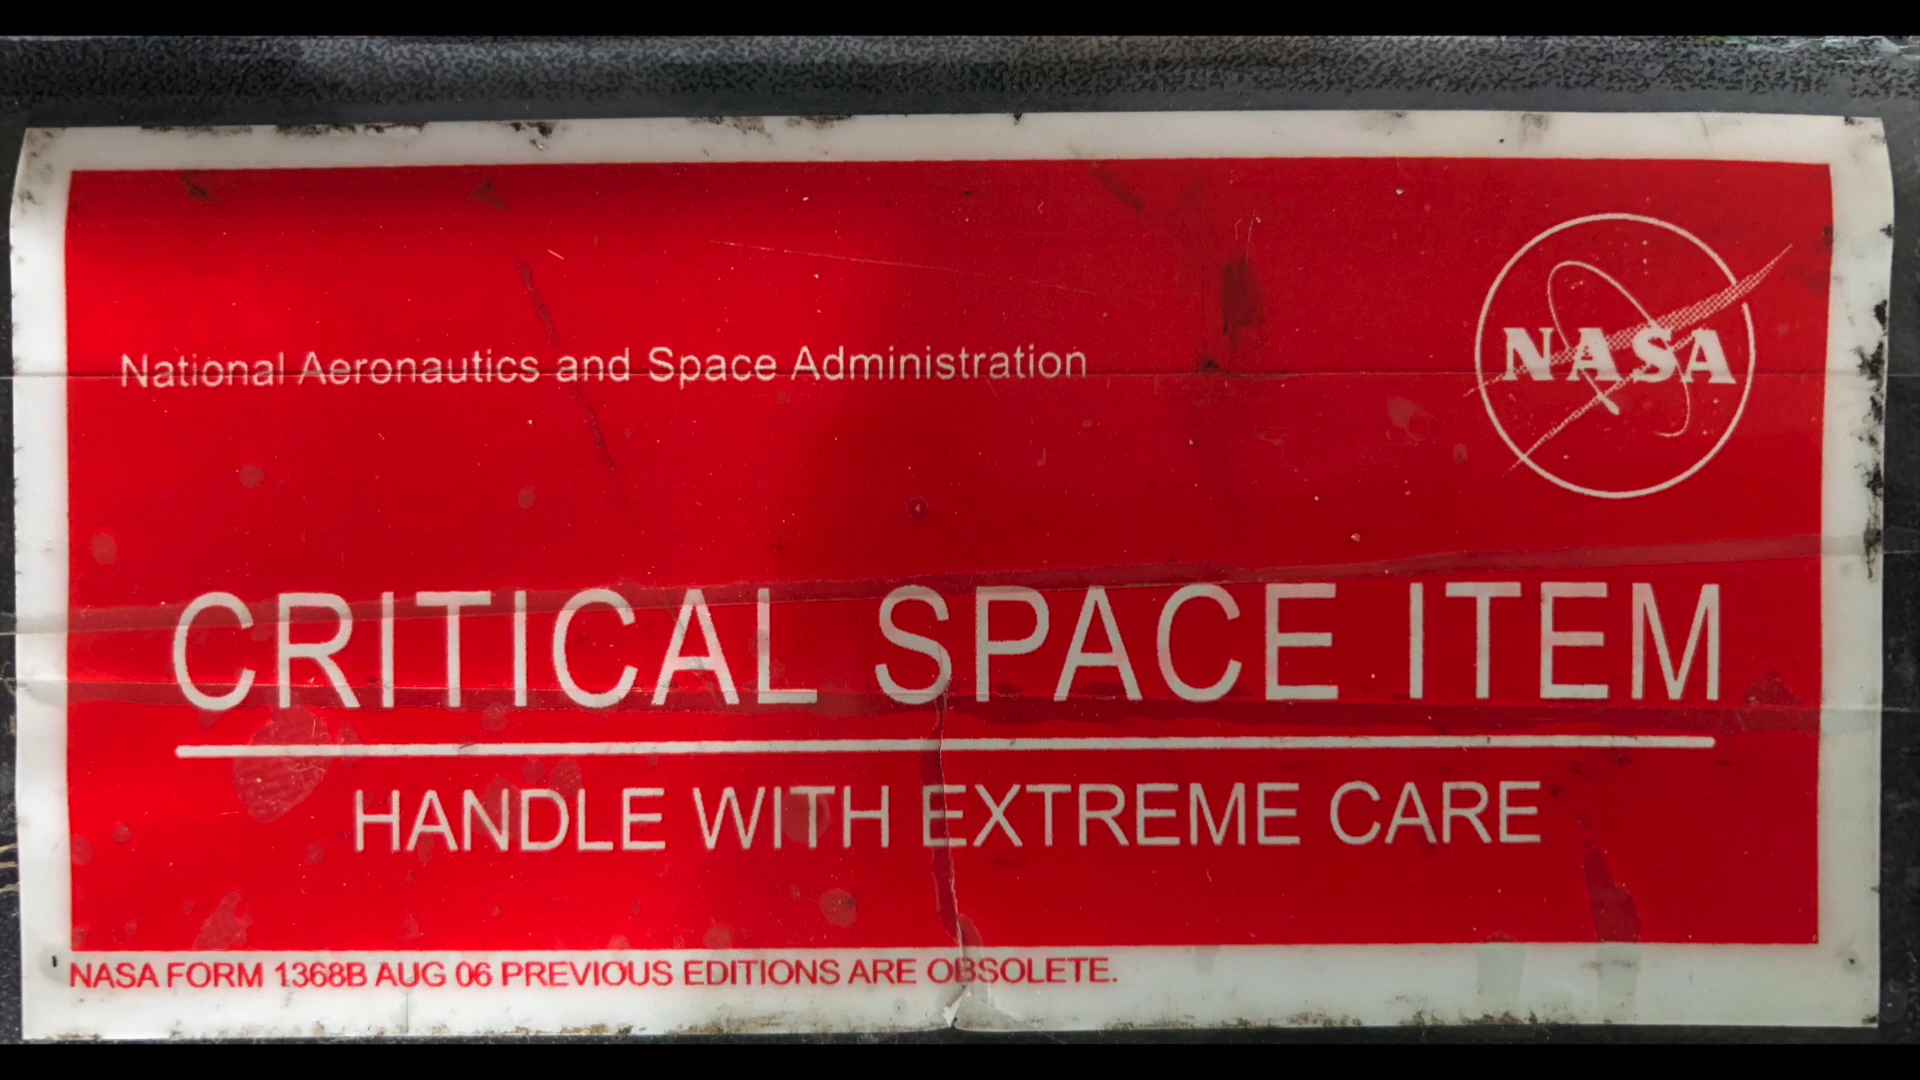 National Aeronautics and Space Administration
NASA
CRITICAL SPACE ITEM
HANDLE WITH EXTREME CARE
NASA FORM 1368B AUG 06 PREVIOUS EDITIONS ARE OBSOLETE.